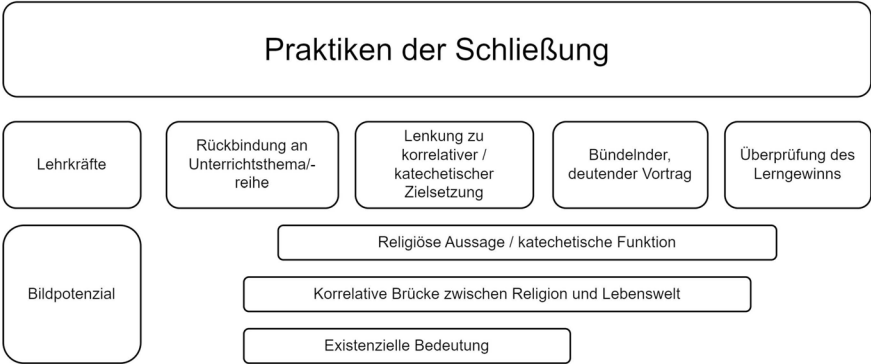 Praktiken der Schließung
Lehrkräfte
Rückbindung an
Unterrichtsthema/-
reihe
Lenkung zu
korrelativer /
katechetischer
Zielsetzung
Bündelnder,
deutender Vortrag
Überprüfung des
Lerngewinns
Bildpotenzial
Religiöse Aussage / katechetische Funktion
Korrelative Brücke zwischen Religion und Lebenswelt
Existenzielle Bedeutung